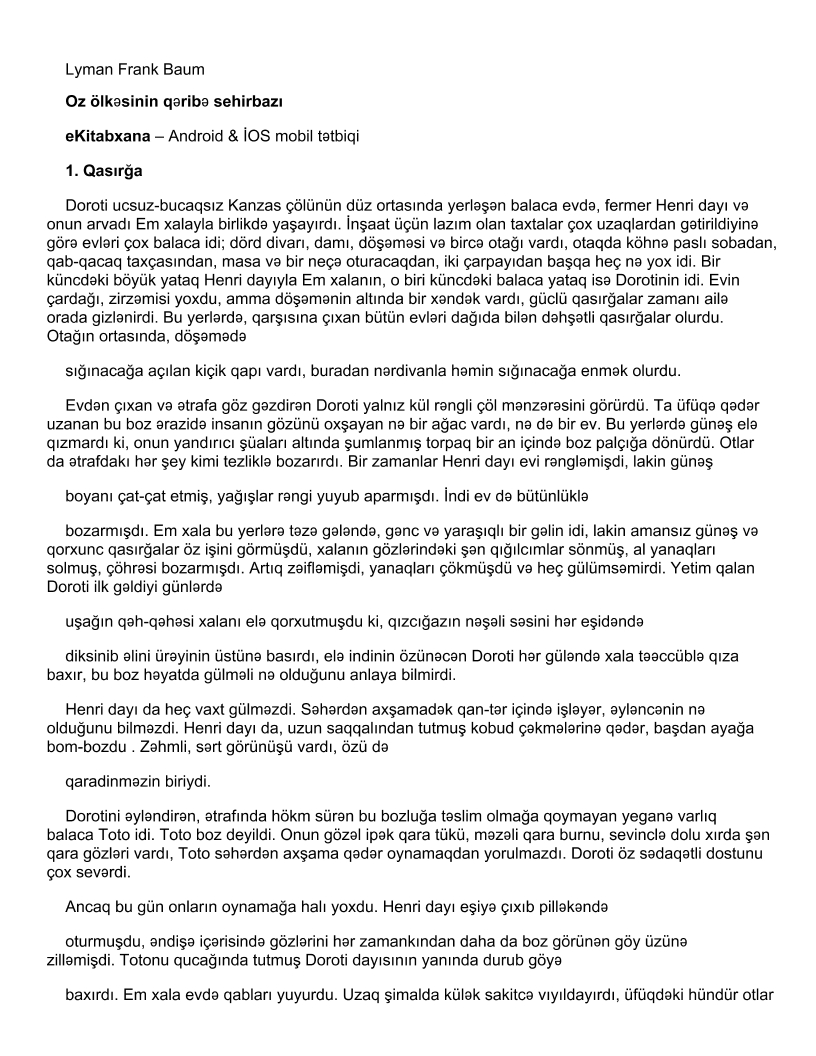 Lyman Frank Baum
Oz ölkəsinin qəribə sehirbazı
eKitabxana – Android & İOS mobil tətbiqi
1. Qasırğa
Doroti ucsuz-bucaqsız Kanzas çölünün düz ortasında yerləşən balaca evdə, fermer Henri dayı və
onun arvadı Em xalayla birlikdə yaşayırdı. İnşaat üçün lazım olan taxtalar çox uzaqlardan gətirildiyinə
görə evləri çox balaca idi; dörd divarı, damı, döşəməsi və bircə otağı vardı, otaqda köhnə paslı sobadan,
qab-qacaq taxçasından, masa və bir neçə oturacaqdan, iki çarpayıdan başqa heç nə yox idi. Bir
küncdəki böyük yataq Henri dayıyla Em xalanın, o biri küncdəki balaca yataq isə Dorotinin idi. Evin
çardağı, zirzəmisi yoxdu, amma döşəmənin altında bir xəndək vardı, güclü qasırğalar zamanı ailə
orada gizlənirdi. Bu yerlərdə, qarşısına çıxan bütün evləri dağıda bilən dəhşətli qasırğalar olurdu.
Otağın ortasında, döşəmədə
sığınacağa açılan kiçik qapı vardı, buradan nərdivanla həmin sığınacağa enmək olurdu.
Evdən çıxan və ətrafa göz gəzdirən Doroti yalnız kül rəngli çöl mənzərəsini görürdü. Ta üfüqə qədər
uzanan bu boz ərazidə insanın gözünü oxşayan nə bir ağac vardı, nə də bir ev. Bu yerlərdə günəş elə
qızmardı ki, onun yandırıcı şüaları altında şumlanmış torpaq bir an içində boz palçığa dönürdü. Otlar
da ətrafdakı hər şey kimi tezliklə bozarırdı. Bir zamanlar Henri dayı evi rəngləmişdi, lakin günəş
boyanı çat-çat etmiş, yağışlar rəngi yuyub aparmışdı. İndi ev də bütünlüklə
bozarmışdı. Em xala bu yerlərə təzə gələndə, gənc və yaraşıqlı bir gəlin idi, lakin amansız günəş və
qorxunc qasırğalar öz işini görmüşdü, xalanın gözlərindəki şən qığılcımlar sönmüş, al yanaqları
solmuş, çöhrəsi bozarmışdı. Artıq zəifləmişdi, yanaqları çökmüşdü və heç gülümsəmirdi. Yetim qalan
Doroti ilk gəldiyi günlərdə
uşağın qəh-qəhəsi xalanı elə qorxutmuşdu ki, qızcığazın nəşəli səsini hər eşidəndə
diksinib əlini ürəyinin üstünə basırdı, elə indinin özünəcən Doroti hər güləndə xala təəccüblə qıza
baxır, bu boz həyatda gülməli nə olduğunu anlaya bilmirdi.
Henri dayı da heç vaxt gülməzdi. Səhərdən axşamadək qan-tər içində işləyər, əyləncənin nə
olduğunu bilməzdi. Henri dayı da, uzun saqqalından tutmuş kobud çəkmələrinə qədər, başdan ayağa
bom-bozdu . Zəhmli, sərt görünüşü vardı, özü də
qaradinməzin biriydi.
Dorotini əyləndirən, ətrafında hökm sürən bu bozluğa təslim olmağa qoymayan yeganə varlıq
balaca Toto idi. Toto boz deyildi. Onun gözəl ipək qara tükü, məzəli qara burnu, sevinclə dolu xırda şən
qara gözləri vardı, Toto səhərdən axşama qədər oynamaqdan yorulmazdı. Doroti öz sədaqətli dostunu
çox sevərdi.
Ancaq bu gün onların oynamağa halı yoxdu. Henri dayı eşiyə çıxıb pilləkəndə
oturmuşdu, əndişə içərisində gözlərini hər zamankından daha da boz görünən göy üzünə
zilləmişdi. Totonu qucağında tutmuş Doroti dayısının yanında durub göyə
baxırdı. Em xala evdə qabları yuyurdu. Uzaq şimalda külək sakitcə vıyıldayırdı, üfüqdəki hündür otlar